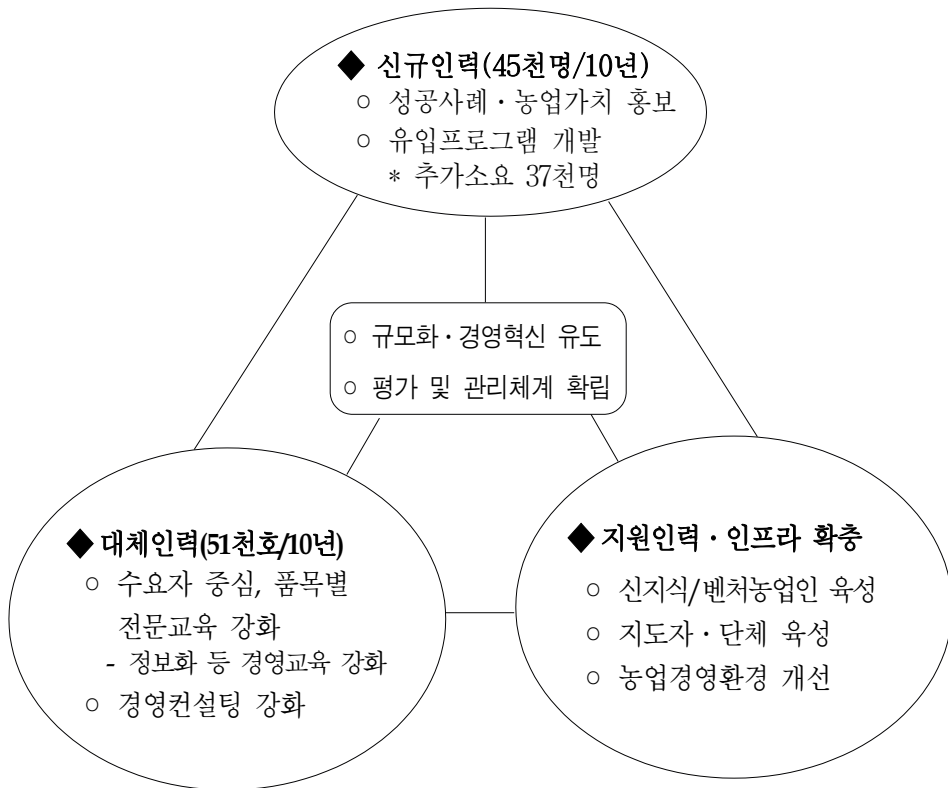 ◆ 신규인력(45천명/10년)
○ 성공사례·농업가치 홍보
○ 유입프로그램 개발
* 추가소요 37천명
○ 규모화·경영혁신 유도
○ 평가 및 관리체계 확립
◆ 대체인력(51천호/10년)
○ 수요자 중심, 품목별
전문교육 강화
- 정보화 등 경영교육 강화
○ 경영컨설팅 강화
◆ 지원인력·인프라 확충
○ 신지식/벤처농업인 육성
○ 지도자·단체 육성
○ 농업경영환경 개선